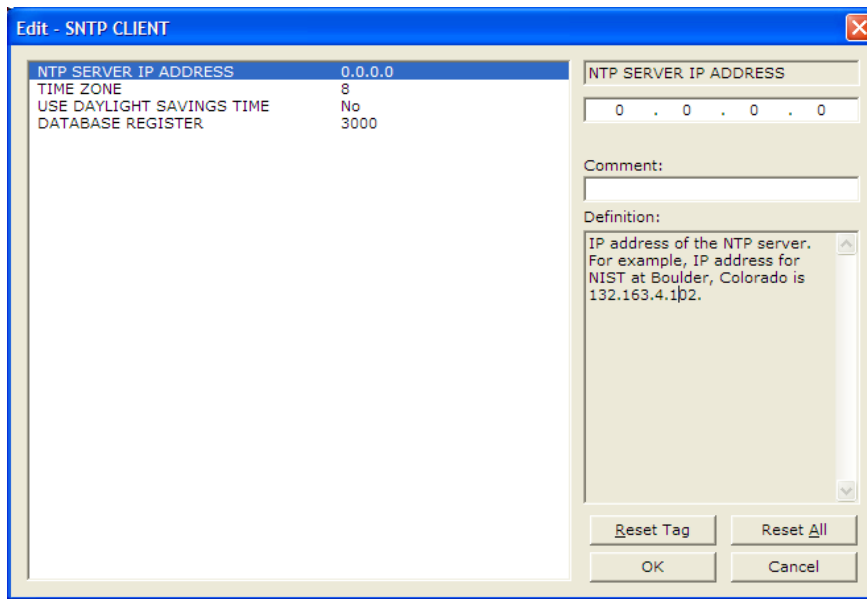 Edit - SNTP CLIENT
NTP SERVER IP ADDRESS 0.0.0.0
TIME ZONE 8
USE DAYLIGHT SAVINGS TIME No
DATABASE REGISTER 3000
NTP SERVER IP ADDRESS
0 . 0 . 0 . 0
Comment:
Definition:
IP address of the NTP server.
For example, IP address for
NIST at Boulder, Colorado is
132.163.4.102.
Reset Tag Reset All
OK Cancel